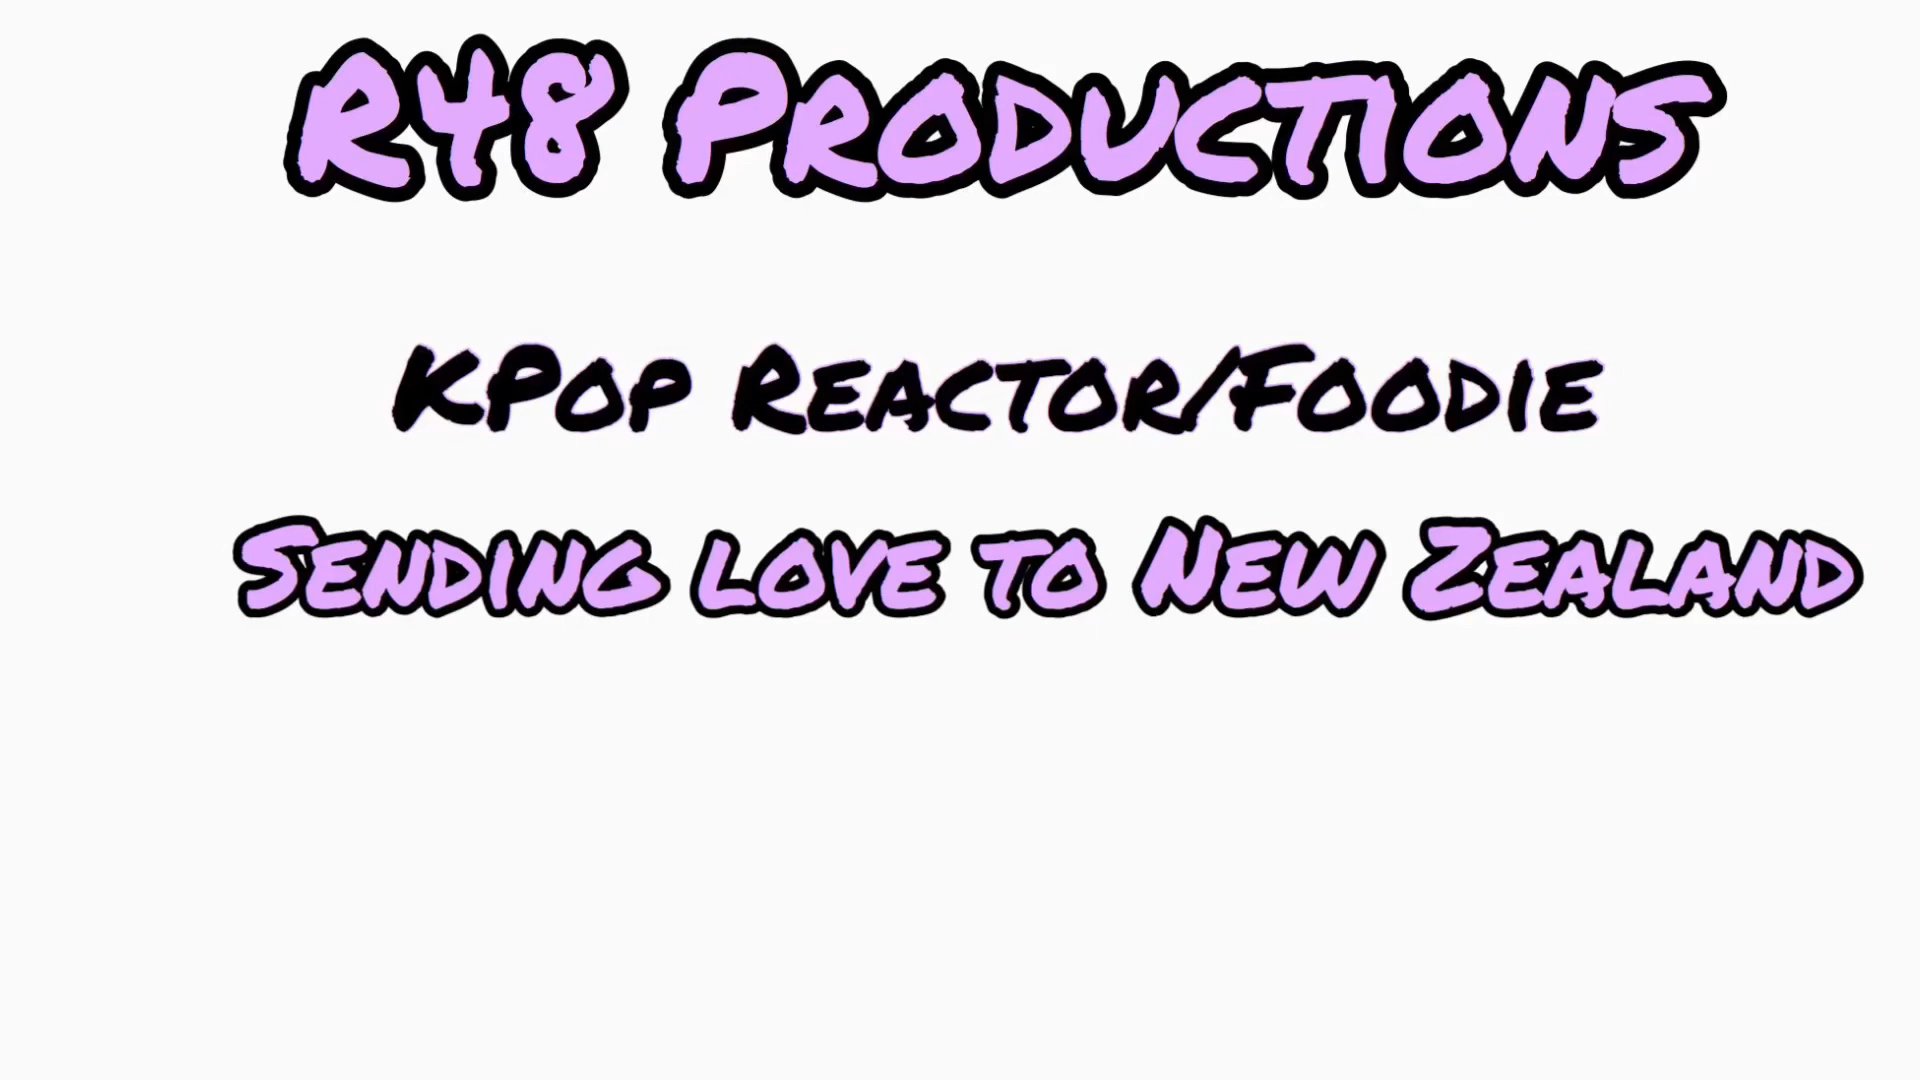 R48 Productions
KPop Reactor/Foodie
Sending love to New Zealand